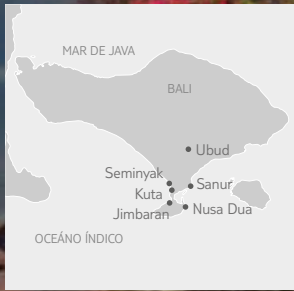 MAR DE JAVA
BALI
Ubud
Seminyak
Sanur
Kuta
Jimbaran
Nusa Dua
OCEÁNO ÍNDICO